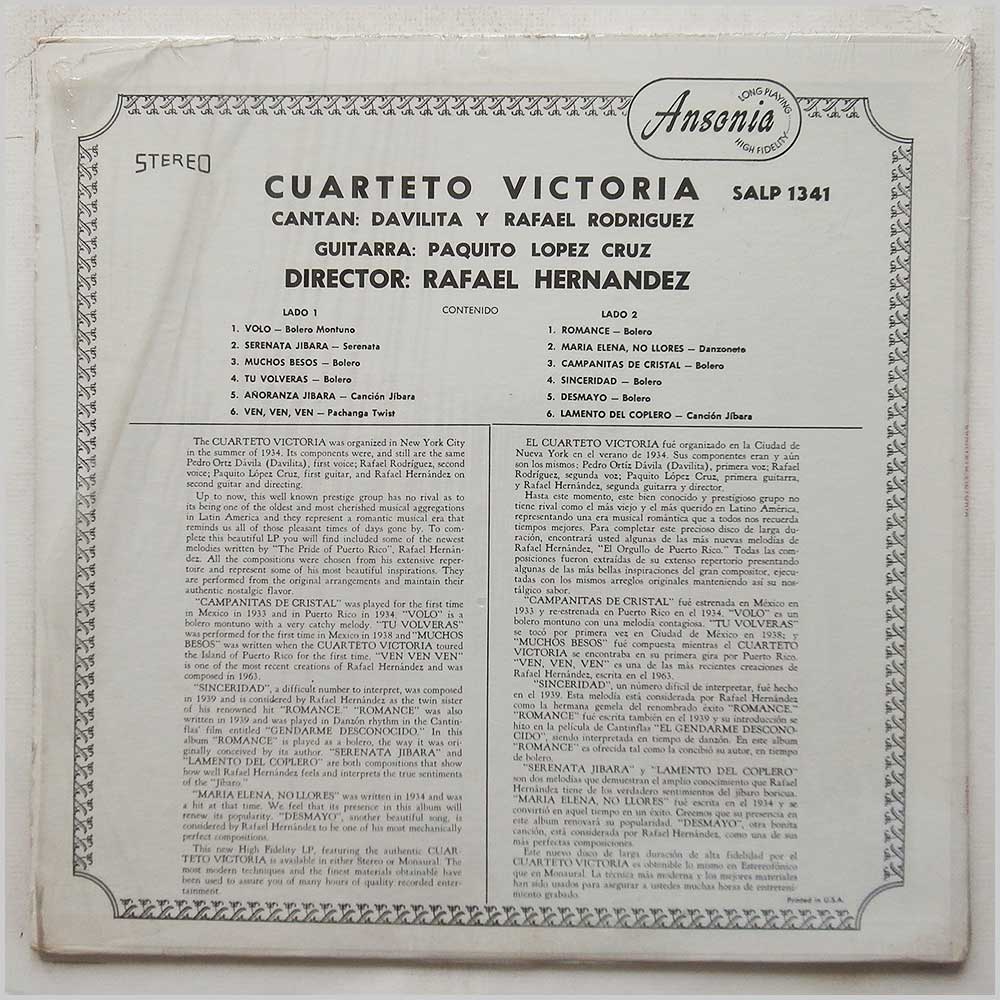 LONG PLAYING
Ansonia
HIGH FIDELITY
STEREO
CUARTETO VICTORIA SALP 1341
CANTAN: DAVILITA Y RAFAEL RODRIGUEZ
GUITARRA: PAQUITO LOPEZ CRUZ
DIRECTOR: RAFAEL HERNANDEZ
CONTENIDO
LADO 1
1. VOLO — Bolero Montuno
2. SERENATA JIBARA — Serenata
3. MUCHOS BESOS — Bolero
4. TU VOLVERAS — Bolero
5. AÑORANZA JIBARA — Canción Jíbara
6. VEN, VEN, VEN — Pachanga Twist
LADO 2
1. ROMANCE — Bolero
2. MARIA ELENA, NO LLORES — Danzonete
3. CAMPANITAS DE CRISTAL — Bolero
4. SINCERIDAD — Bolero
5. DESMAYO — Bolero
6. LAMENTO DEL COPLERO — Canción Jíbara
The CUARTETO VICTORIA was organized in New York City
in the summer of 1934. Its components were, and still are the same
Pedro Ortz Dávila (Davilita), first voice; Rafael Rodríguez, second
voice; Paquito López Cruz, first guitar, and Rafael Hernández on
second guitar and directing.
Up to now, this well known prestige group has no rival as to
its being one of the oldest and most cherished musical aggregations
in Latin America and they represent a romantic musical era that
reminds us all of those pleasant times of days gone by. To com-
plete this beautiful LP you will find included some of the newest
melodies written by "The Pride of Puerto Rico", Rafael Hernán-
dez. All the compositions were chosen from his extensive reper-
toire and represent some of his most beautiful inspirations. They
are performed from the original arrangements and maintain their
authentic nostalgic flavor.
"CAMPANITAS DE CRISTAL" was played for the first time
in Mexico in 1933 and in Puerto Rico in 1934. "VOLO" is a
bolero montuno with a very catchy melody. "TU VOLVERAS"
was performed for the first time in Mexico in 1938 and "MUCHOS
BESOS" was written when the CUARTETO VICTORIA toured
the Island of Puerto Rico for the first time. "VEN VEN VEN"
is one of the most recent creations of Rafael Hernández and was
composed in 1963.
"SINCERIDAD", a difficult number to interpret, was composed
in 1939 and is considered by Rafael Hernández as the twin sister
of his renowned hit "ROMANCE." "ROMANCE" was also
written in 1939 and was played in Danzón rhythm in the Cantin-
flas' film entitled "GENDARME DESCONOCIDO." In this
album "ROMANCE" is played as a bolero, the way it was ori-
ginally conceived by its author. "SERENATA JIBARA" and
"LAMENTO DEL COPLERO" are both compositions that show
how well Rafael Hernández feels and interprets the true sentiments
of the "Jíbaro."
"MARIA ELENA, NO LLORES" was written in 1934 and was
a hit at that time. We feel that its presence in this album will
renew its popularity. "DESMAYO", another beautiful song, is
considered by Rafael Hernández to be one of his most mechanically
perfect compositions.
This new High Fidelity LP, featuring the authentic CUAR-
TETO VICTORIA is available in either Stereo or Monaural. The
most modern techniques and the finest materials obtainable have
been used to assure you of many hours of quality recorded enter-
tainment.
EL CUARTETO VICTORIA fué organizado en la Ciudad de
Nueva York en el verano de 1934. Sus componentes eran y aún
son los mismos; Pedro Ortíz Dávila (Davilita), primera voz; Rafael
Rodríguez, segunda voz; Paquito López Cruz, primera guitarra,
y Rafael Hernández, segunda guitarra y director.
Hasta este momento, este bien conocido y prestigioso grupo no
tiene rival como el más viejo y el más querido en Latino América,
representando una era musical romántica que a todos nos recuerda
tiempos mejores. Para completar este precioso disco de larga du-
ración, encontrará usted algunas de las más nuevas melodías de
Rafael Hernández, "El Orgullo de Puerto Rico." Todas las com-
posiciones fueron extraídas de su extenso repertorio presentando
algunas de las más bellas inspiraciones del gran compositor, ejecu-
tadas con los mismos arreglos originales manteniendo así su nos-
tálgico sabor.
"CAMPANITAS DE CRISTAL" fué estrenada en México en
1933 y re-estrenada en Puerto Rico en el 1934. "VOLO" es un
bolero montuno con una melodía contagiosa. "TU VOLVERAS"
se tocó por primera vez en Ciudad de México en 1938; y
"MUCHOS BESOS" fué compuesta mientras el CUARTETO
VICTORIA se encontraba en su primera gira por Puerto Rico.
"VEN, VEN, VEN" es una de las más recientes creaciones de
Rafael Hernández, escrita en el 1963.
"SINCERIDAD", un número difícil de interpretar, fué hecho
en el 1939. Esta melodía está considerada por Rafael Hernández
como la hermana gemela del renombrado éxito "ROMANCE."
"ROMANCE" fué escrita también en el 1939 y su introducción se
hizo en la película de Cantinflas "EL GENDARME DESCONO-
CIDO", siendo interpretada en tiempo de danzón. En este album
"ROMANCE" es ofrecida tal como la concibió su autor, en tiempo
de bolero.
"SERENATA JIBARA" y "LAMENTO DEL COPLERO"
son dos melodías que demuestran el amplio conocimiento que Rafael
Hernández tiene de los verdadero sentimientos del jíbaro boricua.
"MARIA ELENA, NO LLORES" fué escrita en el 1934 y se
convirtió en aquel tiempo en un éxito. Creemos que su presencia en
este album renovará su popularidad. "DESMAYO", otra bonita
canción, está considerada por Rafael Hernández, como una de sus
más perfectas composiciones.
Este nuevo disco de larga duración de alta fidelidad por el
CUARTETO VICTORIA es obtenible lo mismo en Estereofónico
que en Monaural. La técnica más moderna y los mejores materiales
han sido usados para asegurar a ustedes muchas horas de entreteni-
miento grabado.
Printed in U.S.A.